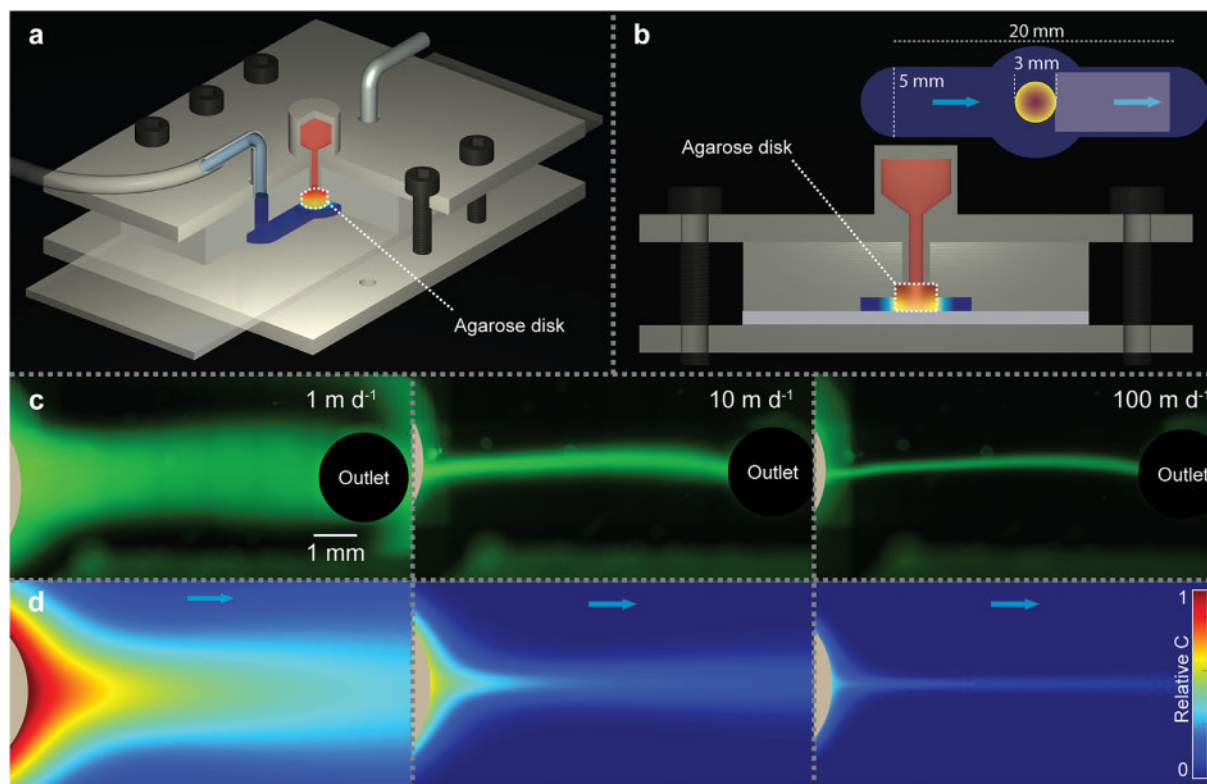 a
Agarose disk
b
20 mm
3 mm
5 mm
Agarose disk
c
1 m d⁻¹
Outlet
1 mm
10 m d⁻¹
Outlet
100 m d⁻¹
Outlet
d
1
Relative C
0